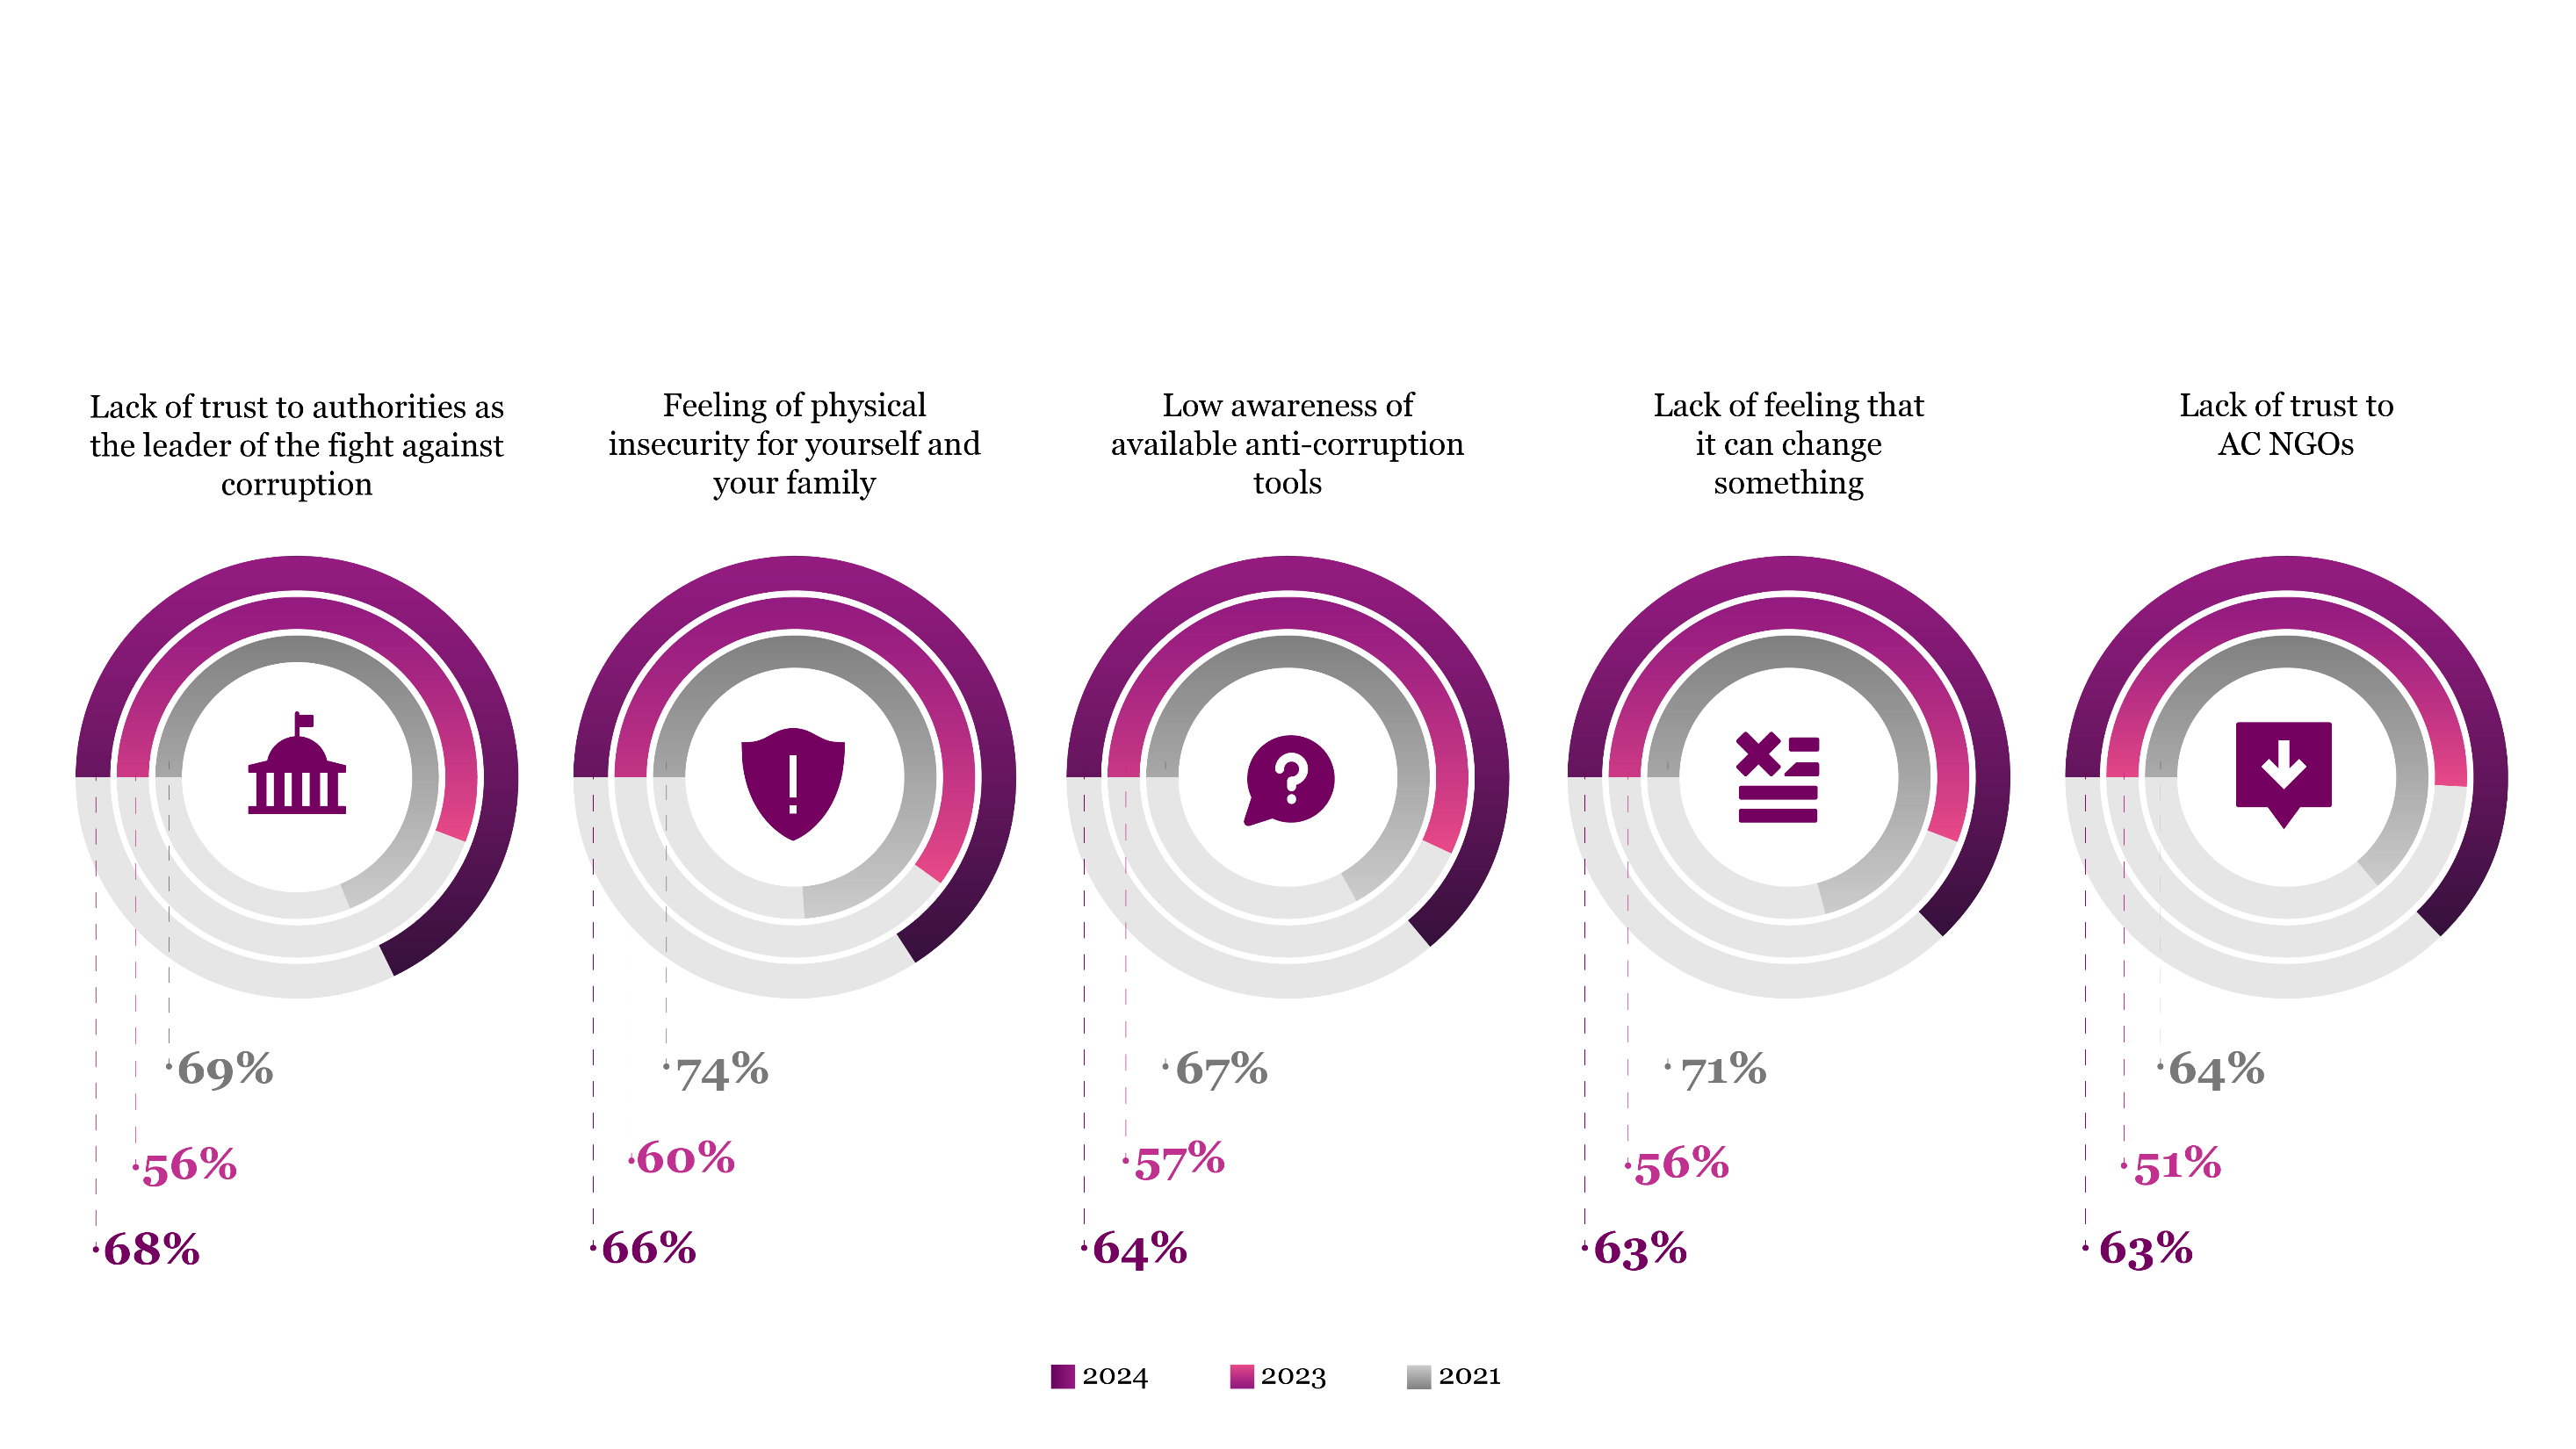 Lack of trust to authorities as
the leader of the fight against
corruption
Feeling of physical
insecurity for yourself and
your family
Low awareness of
available anti-corruption
tools
Lack of feeling that
it can change
something
Lack of trust to
AC NGOs
69%
56%
68%
74%
60%
66%
67%
57%
64%
71%
56%
63%
64%
51%
63%
2024
2023
2021